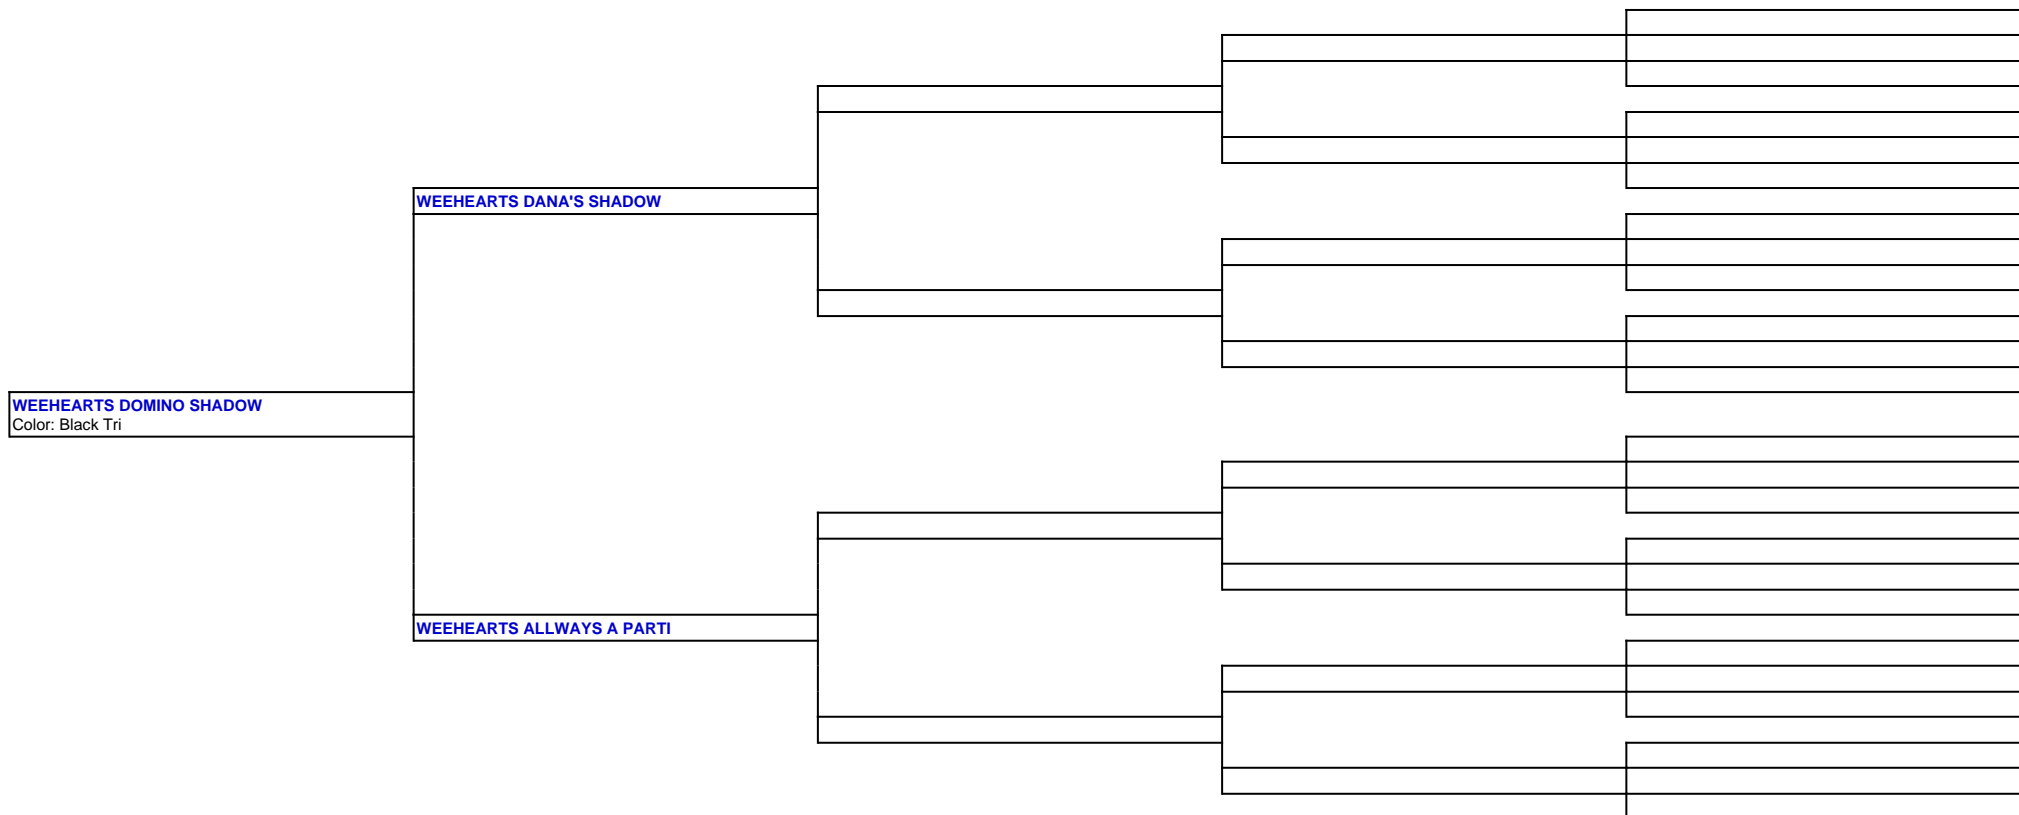 WEEHEARTS DANA'S SHADOW
WEEHEARTS DOMINO SHADOW
Color: Black Tri
WEEHEARTS ALLWAYS A PARTI